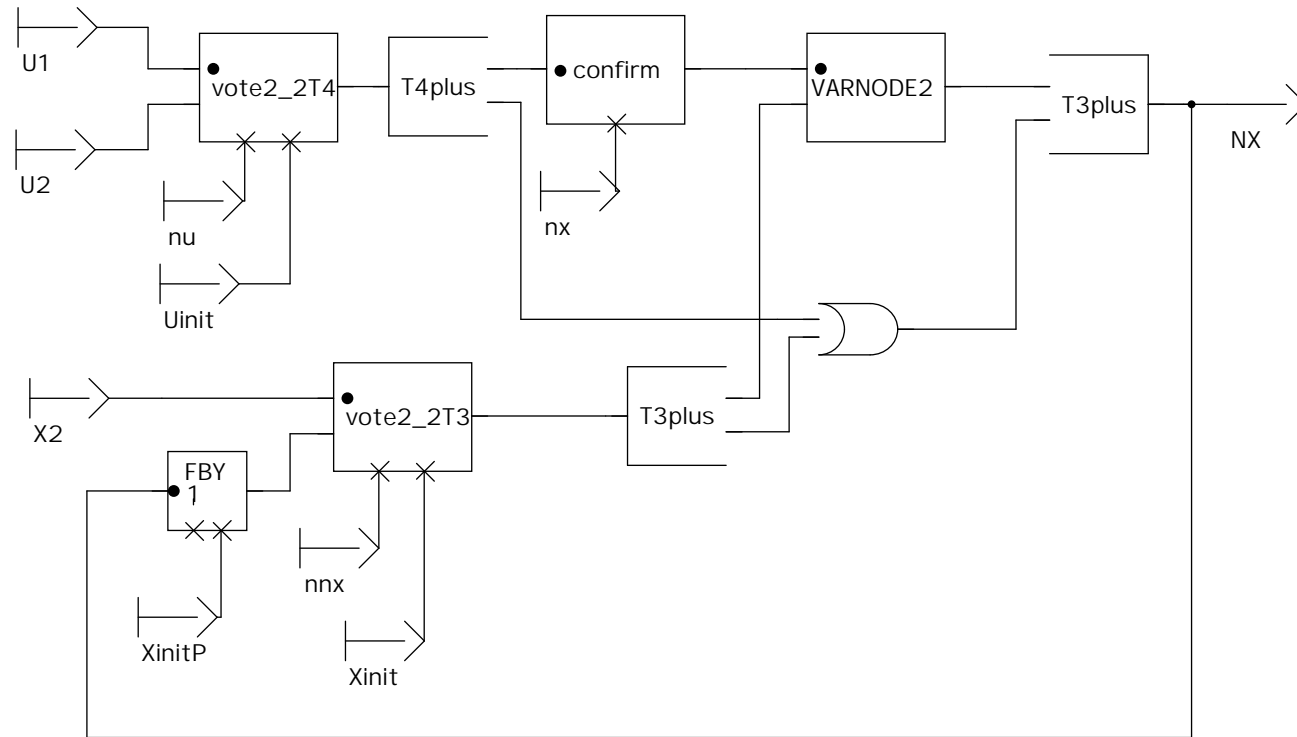 U1
vote2_2T4
T4plus
confirm
VARNODE2
T3plus
NX
U2
nu
nx
Uinit
X2
vote2_2T3
T3plus
FBY
1
nnx
XinitP
Xinit